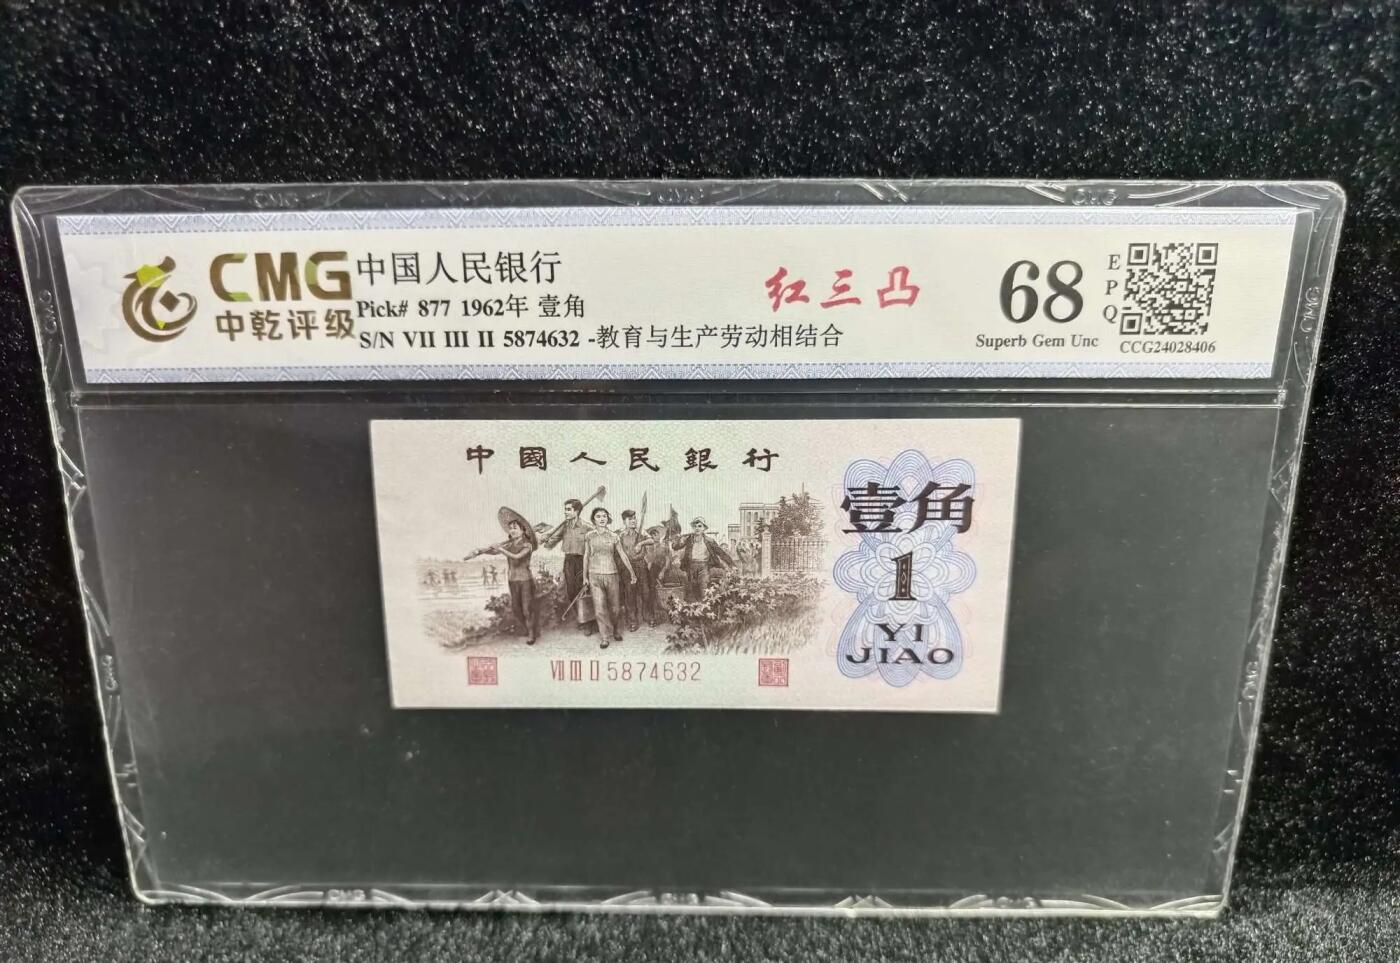 CMG
中乾评级
中国人民银行
Pick# 877 1962年 壹角
S/N VII III II 5874632 -教育与生产劳动相结合
红三凸
68
EPQ
Superb Gem Unc
CCG24028406
中國人民銀行
壹角
1
YI
JIAO
VII III II 5874632